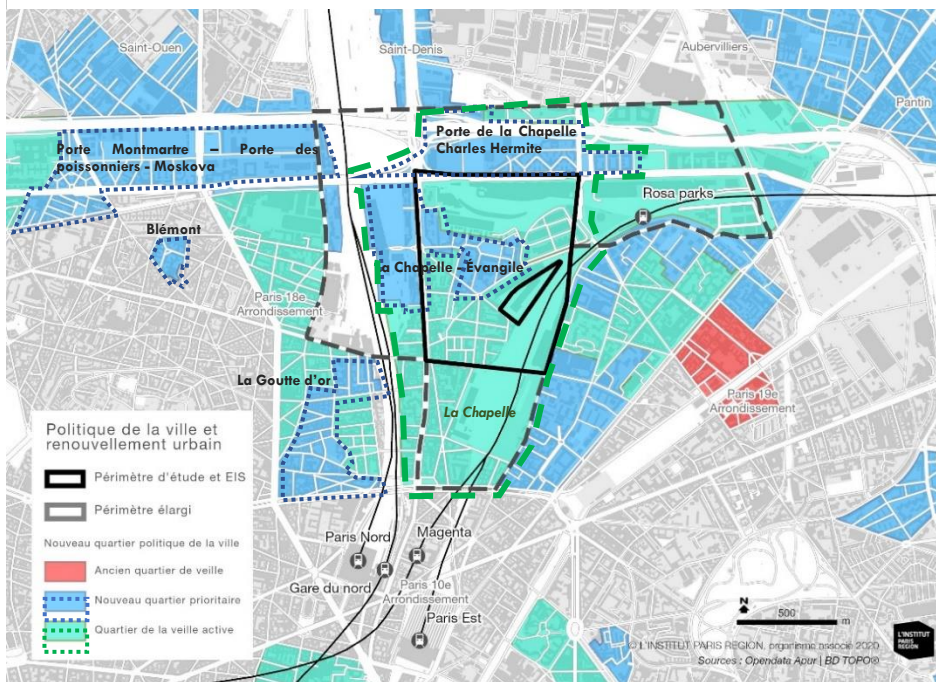 Saint-Ouen
Saint-Denis
Aubervilliers
Pantin
Porte Montmartre – Porte des
poissonniers - Moskova
Porte de la Chapelle
Charles Hermite
Rosa parks
Blémont
a Chapelle - Évangile
Paris 18e
Arrondissement
La Goutte d'or
La Chapelle
Paris 19e
Arrondissement
Politique de la ville et
renouvellement urbain
Périmètre d'étude et EIS
Périmètre élargi
Nouveau quartier politique de la ville
Ancien quartier de veille
Nouveau quartier prioritaire
Quartier de la veille active
Paris Nord
Magenta
Gare du nord
Paris 10e
Arrondissement
Paris Est
N
500
m
© L'INSTITUT PARIS REGION, organisme associé 2020
Sources : Opendata Apur | BD TOPO®
L'INSTITUT
PARIS
REGION